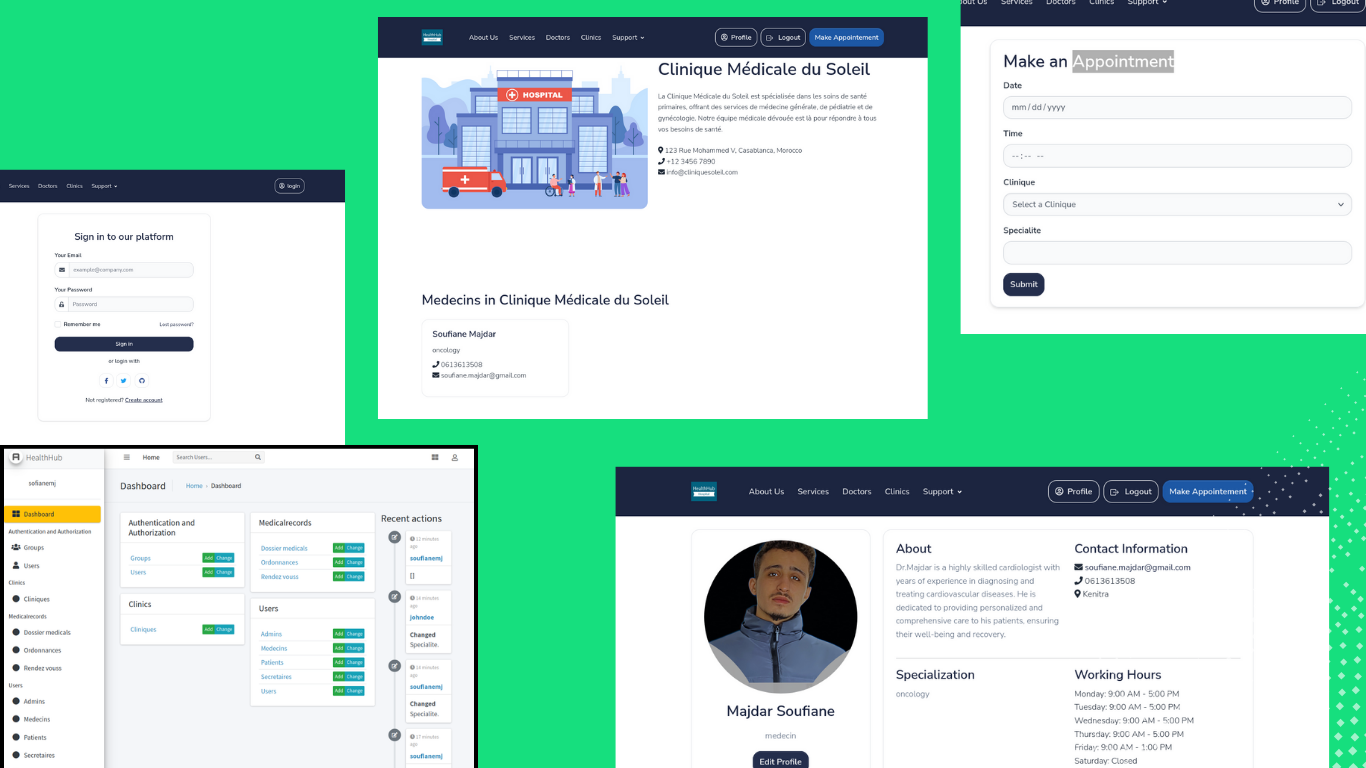 Services Doctors Clinics Support
login
Sign in to our platform
Your Email
example@company.com
Your Password
Password
Remember me
Lost password?
Sign in
or login with
Not registered? Create account
HealthHub
About Us Services Doctors Clinics Support
Profile
Logout
Make Appointement
HOSPITAL
Clinique Médicale du Soleil
La Clinique Médicale du Soleil est spécialisée dans les soins de santé
primaires, offrant des services de médecine générale, de pédiatrie et de
gynécologie. Notre équipe médicale dévouée est là pour répondre à tous
vos besoins de santé.
123 Rue Mohammed V, Casablanca, Morocco
+12 3456 7890
info@cliniquesoleil.com
Medecins in Clinique Médicale du Soleil
Soufiane Majdar
oncology
0613613508
soufiane.majdar@gmail.com
Services Doctors Clinics Support
Profile
Logout
Make an Appointment
Date
mm/dd/yyyy
Time
--:-- --
Clinique
Select a Clinique
Specialite
Submit
HealthHub
sofianemj
Dashboard
Authentication and Authorization
Groups
Users
Clinics
Cliniques
Medicalrecords
Dossier medicals
Ordonnances
Rendez vouss
Users
Admins
Medecins
Patients
Secretaires
Home
Search Users...
Dashboard
Home Dashboard
Authentication and
Authorization
Groups Add Change
Users Add Change
Clinics
Cliniques Add Change
Medicalrecords
Dossier medicals Add Change
Ordonnances Add Change
Rendez vouss Add Change
Users
Admins Add Change
Medecins Add Change
Patients Add Change
Secretaires Add Change
Users Add Change
Recent actions
minutes
ago
soufianemj
[]
minutes
ago
johndoe
Changed
Specialite.
minutes
ago
soufianemj
Changed
Specialite.
17 minutes
ago
soufianemj
HealthHub
About Us Services Doctors Clinics Support
Profile
Logout
Make Appointement
Majdar Soufiane
medecin
Edit Profile
About
Dr.Majdar is a highly skilled cardiologist with
years of experience in diagnosing and
treating cardiovascular diseases. He is
dedicated to providing personalized and
comprehensive care to his patients, ensuring
their well-being and recovery.
Contact Information
soufiane.majdar@gmail.com
0613613508
Kenitra
Specialization
oncology
Working Hours
Monday: 9:00 AM - 5:00 PM
Tuesday: 9:00 AM - 5:00 PM
Wednesday: 9:00 AM - 5:00 PM
Thursday: 9:00 AM - 5:00 PM
Friday: 9:00 AM - 1:00 PM
Saturday: Closed